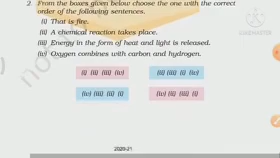 2. From the boxes given below choose the one with the correct
order of the following sentences.
(i) That is fire.
(ii) A chemical reaction takes place.
(iii) Energy in the form of heat and light is released.
(iv) Oxygen combines with carbon and hydrogen.
(i) (ii) (iii) (iv)
(ii) (iii) (i) (iv)
(iv) (iii) (ii) (i)
(iv) (ii) (iii) (i)
2020-21